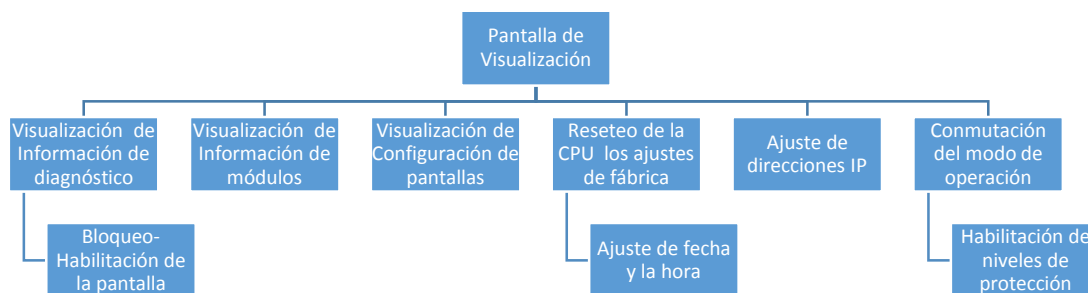 Pantalla de
Visualización
Visualización de
Información de
diagnóstico
Visualización de
Información de
módulos
Visualización de
Configuración de
pantallas
Reseteo de la
CPU los ajustes
de fábrica
Ajuste de
direcciones IP
Conmutación
del modo de
operación
Bloqueo-
Habilitación de
la pantalla
Ajuste de fecha
y la hora
Habilitación de
niveles de
protección